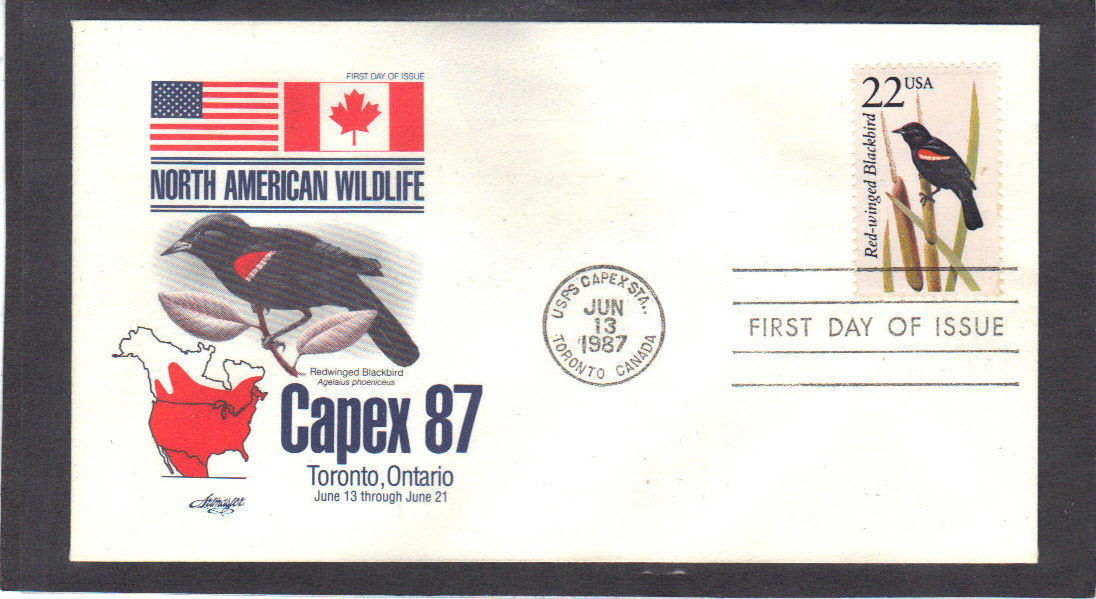 FIRST DAY OF ISSUE
NORTH AMERICAN WILDLIFE
Redwinged Blackbird
Agelaius phoeniceus
Capex 87
Toronto, Ontario
June 13 through June 21
Artmaster
USPS CAPEX STA.
JUN
13
1987
TORONTO CANADA
22 USA
Red-winged Blackbird
FIRST DAY OF ISSUE